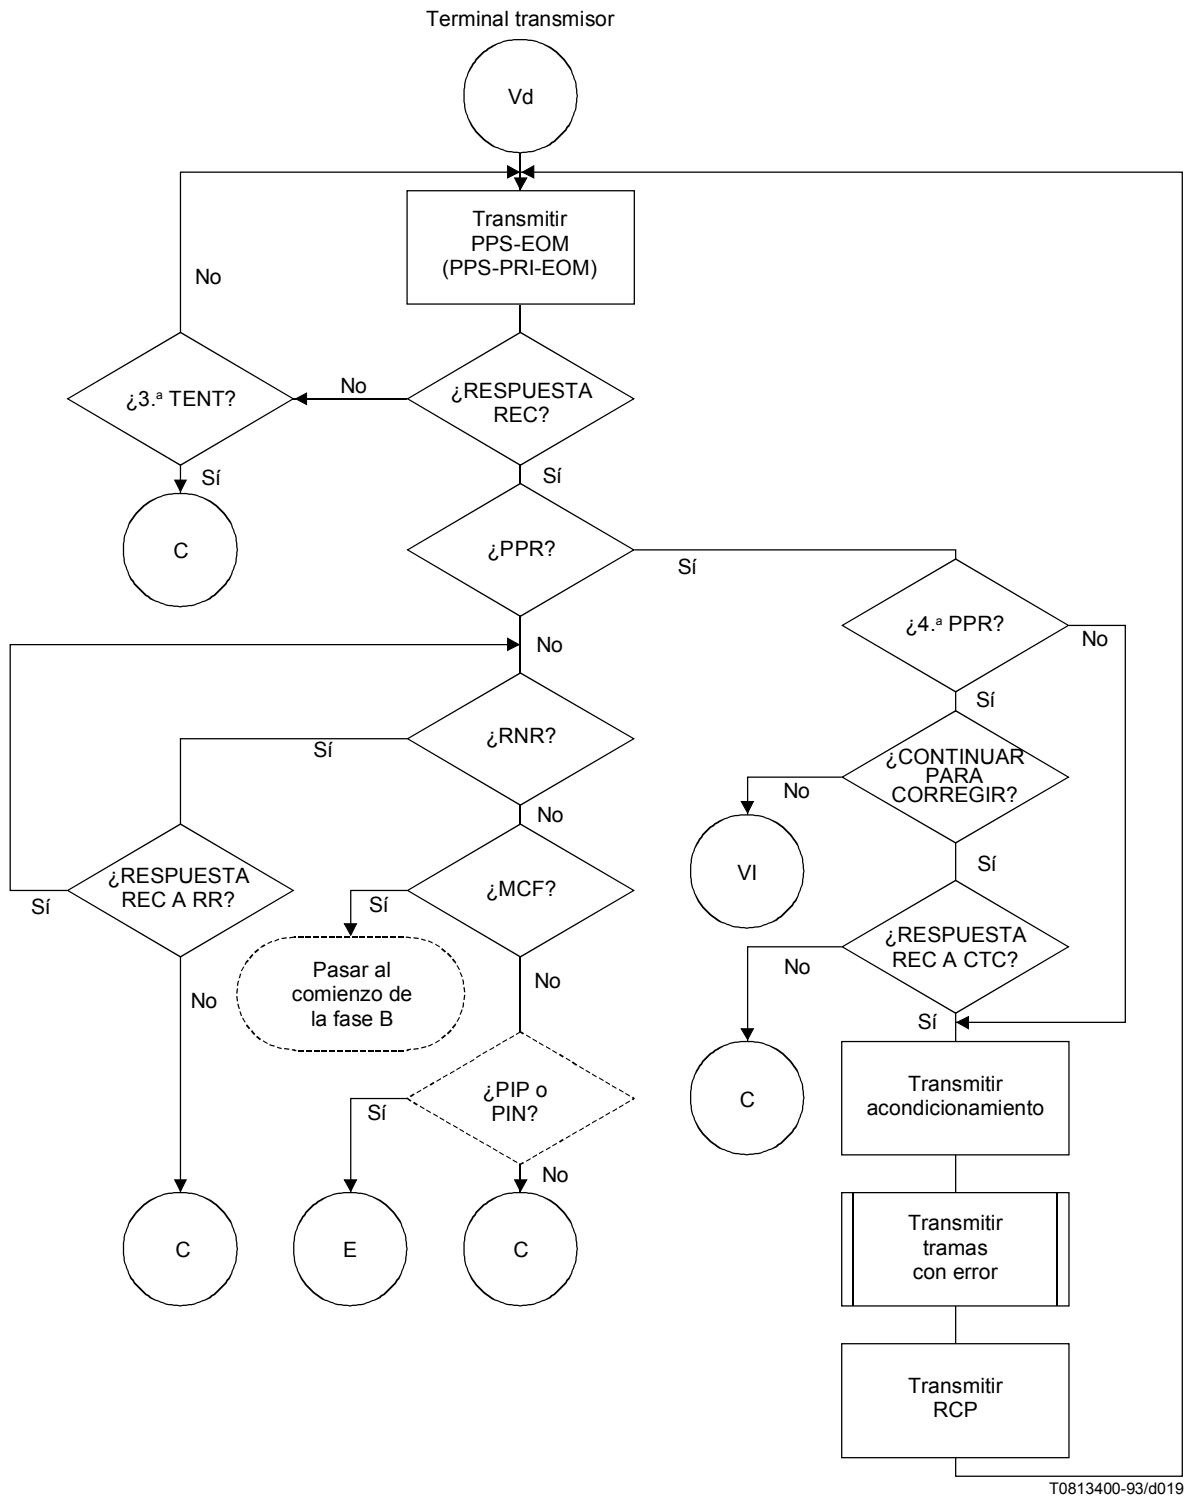 Terminal transmisor
Vd
Transmitir
PPS-EOM
(PPS-PRI-EOM)
No
¿3.ª TENT?
No
¿RESPUESTA
REC?
Sí
Sí
C
¿PPR?
Sí
¿4.ª PPR?
No
No
Sí
¿RNR?
Sí
¿CONTINUAR
PARA
CORREGIR?
No
No
Sí
VI
¿RESPUESTA
REC A RR?
Sí
¿MCF?
Sí
¿RESPUESTA
REC A CTC?
No
Sí
Pasar al
comienzo de
la fase B
No
No
C
¿PIP o
PIN?
Sí
No
Transmitir
acondicionamiento
C
E
C
Transmitir
tramas
con error
Transmitir
RCP
T0813400-93/d019